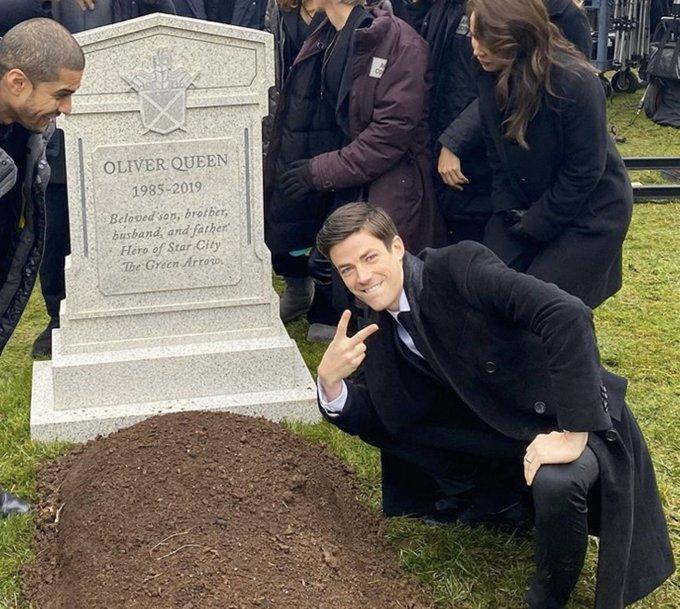 OLIVER QUEEN
1985-2019
Beloved son, brother,
husband, and father
Hero of Star City
The Green Arrow